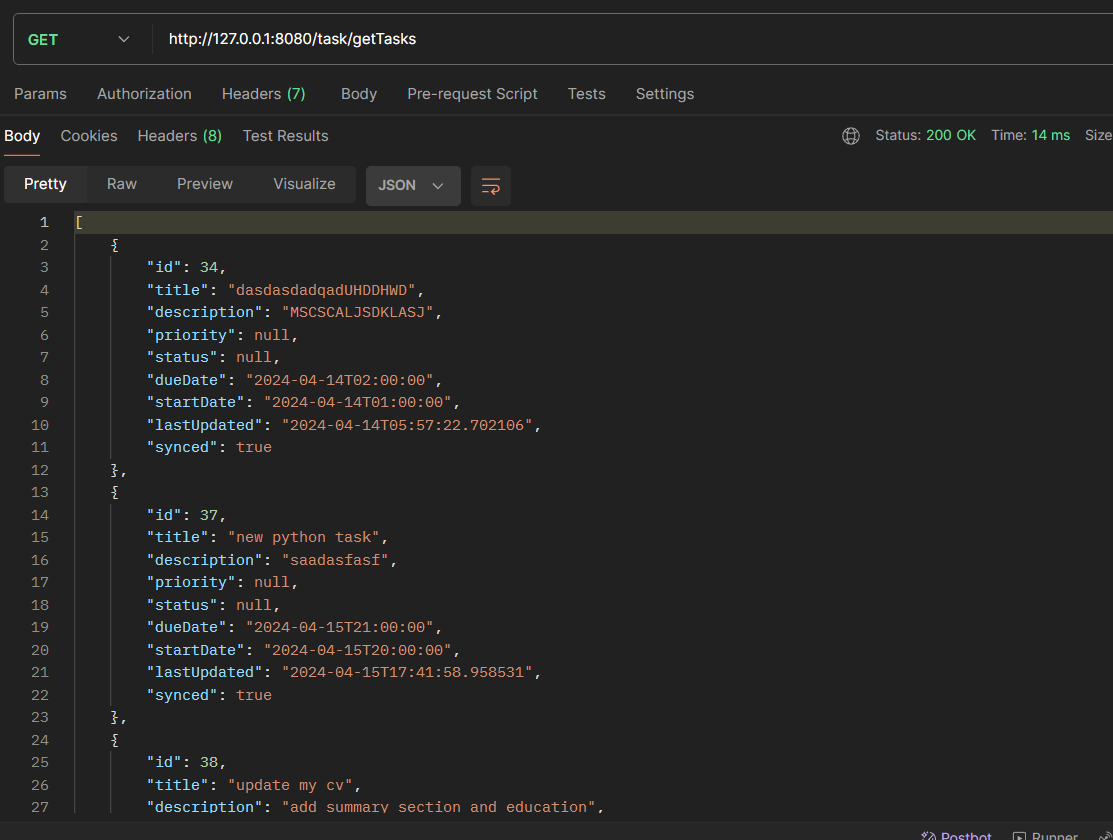 GET http://127.0.0.1:8080/task/getTasks
Params Authorization Headers (7) Body Pre-request Script Tests Settings
Body Cookies Headers (8) Test Results Status: 200 OK Time: 14 ms Size
Pretty Raw Preview Visualize JSON
1 [
2 {
3 "id": 34,
4 "title": "dasdasdadqadUHDDHWD",
5 "description": "MSCSCALJSDKLASJ",
6 "priority": null,
7 "status": null,
8 "dueDate": "2024-04-14T02:00:00",
9 "startDate": "2024-04-14T01:00:00",
10 "lastUpdated": "2024-04-14T05:57:22.702106",
11 "synced": true
12 },
13 {
14 "id": 37,
15 "title": "new python task",
16 "description": "saadasfasf",
17 "priority": null,
18 "status": null,
19 "dueDate": "2024-04-15T21:00:00",
20 "startDate": "2024-04-15T20:00:00",
21 "lastUpdated": "2024-04-15T17:41:58.958531",
22 "synced": true
23 },
24 {
25 "id": 38,
26 "title": "update my cv",
27 "description": "add summary section and education",
Postbot Runner